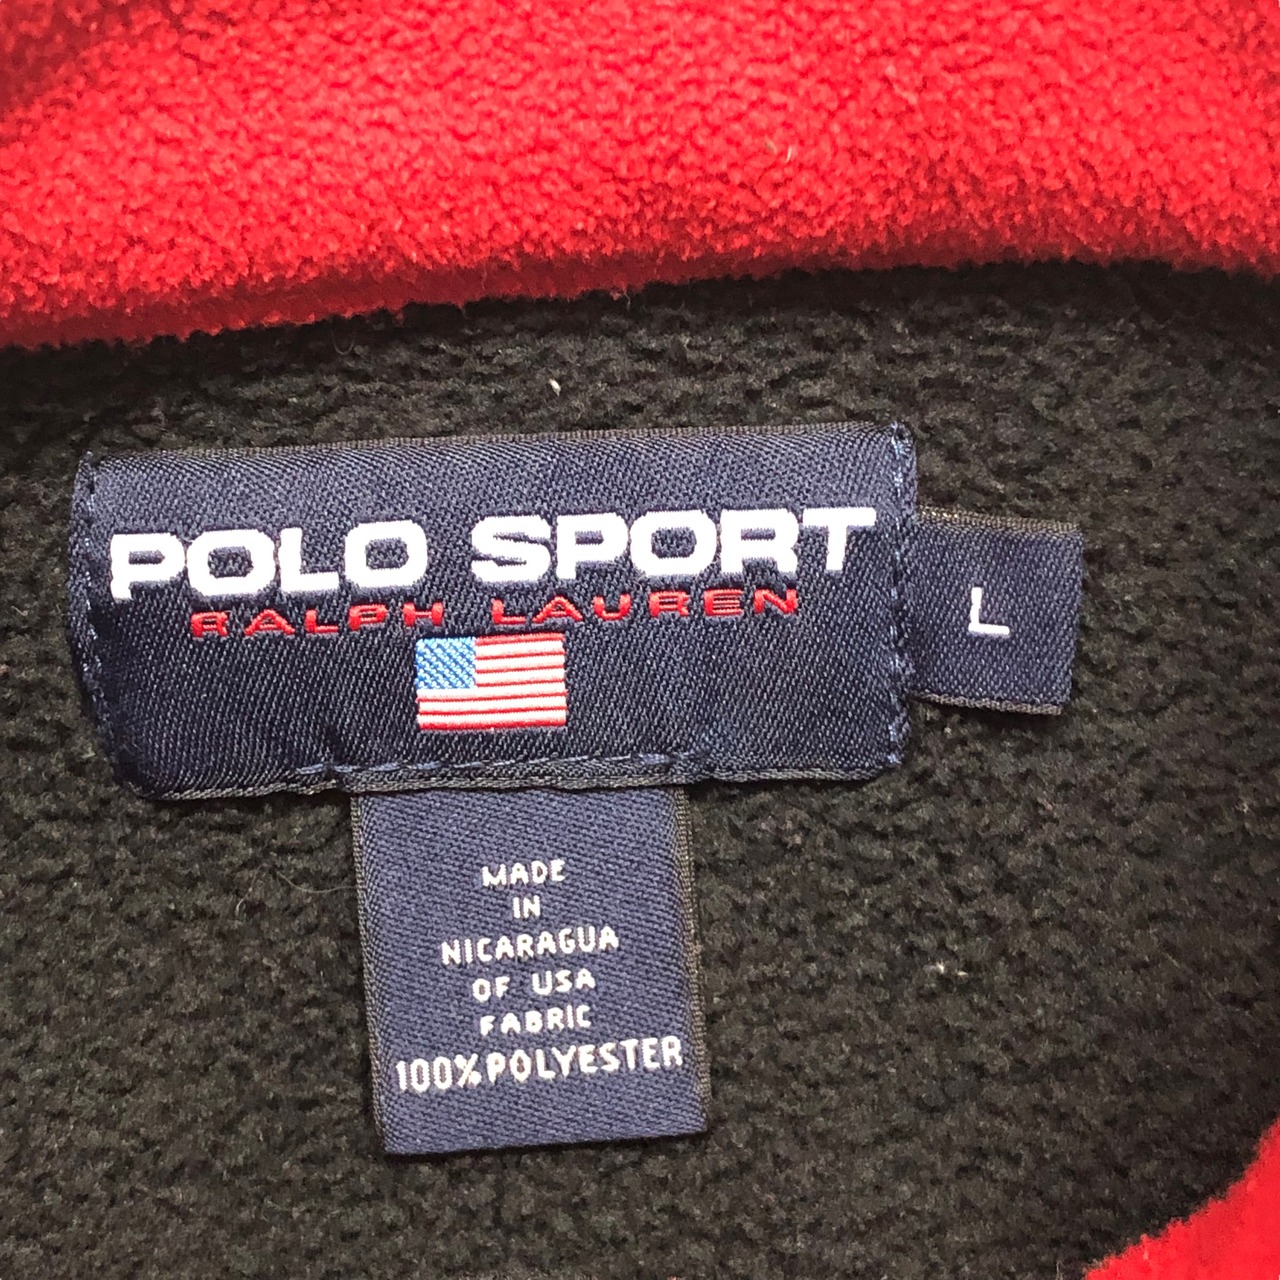 POLO SPORT
RALPH LAUREN
L
MADE
IN
NICARAGUA
OF USA
FABRIC
100%POLYESTER